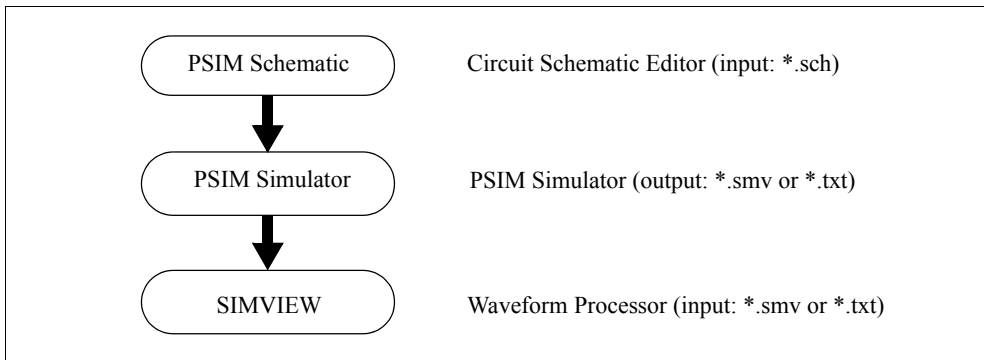 PSIM Schematic Circuit Schematic Editor (input: *.sch)
PSIM Simulator PSIM Simulator (output: *.smv or *.txt)
SIMVIEW Waveform Processor (input: *.smv or *.txt)